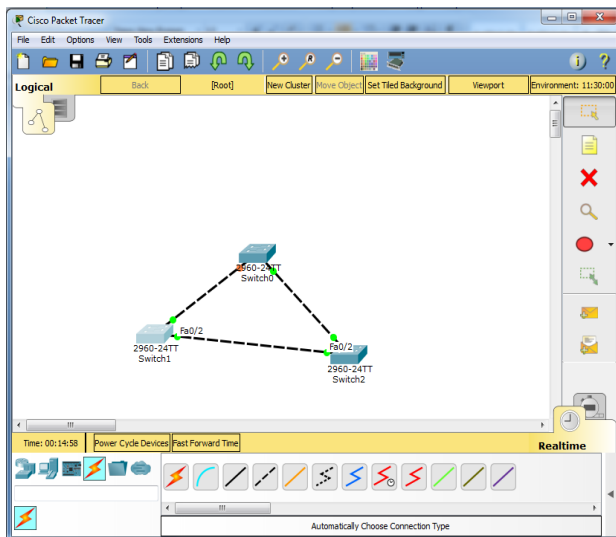 Cisco Packet Tracer
File Edit Options View Tools Extensions Help
Logical Back [Root] New Cluster Move Object Set Tiled Background Viewport Environment: 11:30:00
2960-24TT
Switch0
Fa0/2
2960-24TT
Switch1
Fa0/2
2960-24TT
Switch2
Time: 00:14:58 Power Cycle Devices Fast Forward Time Realtime
Automatically Choose Connection Type